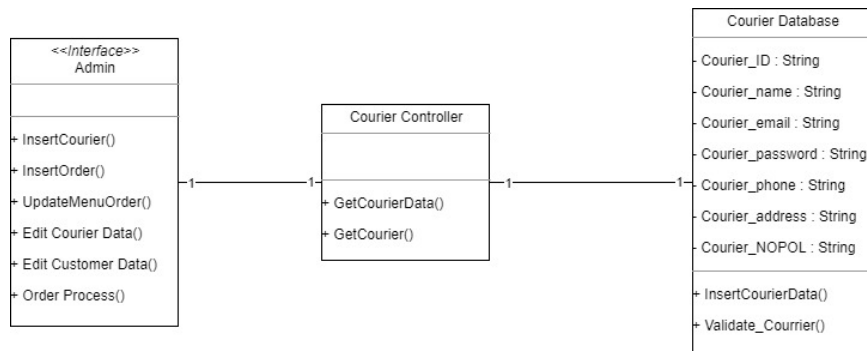 <<Interface>>
Admin
+ InsertCourier()
+ InsertOrder()
+ UpdateMenuOrder()
+ Edit Courier Data()
+ Edit Customer Data()
+ Order Process()
1
1
Courier Controller
+ GetCourierData()
+ GetCourier()
1
1
Courier Database
- Courier_ID : String
- Courier_name : String
- Courier_email : String
- Courier_password : String
- Courier_phone : String
- Courier_address : String
- Courier_NOPOL : String
+ InsertCourierData()
+ Validate_Courrier()